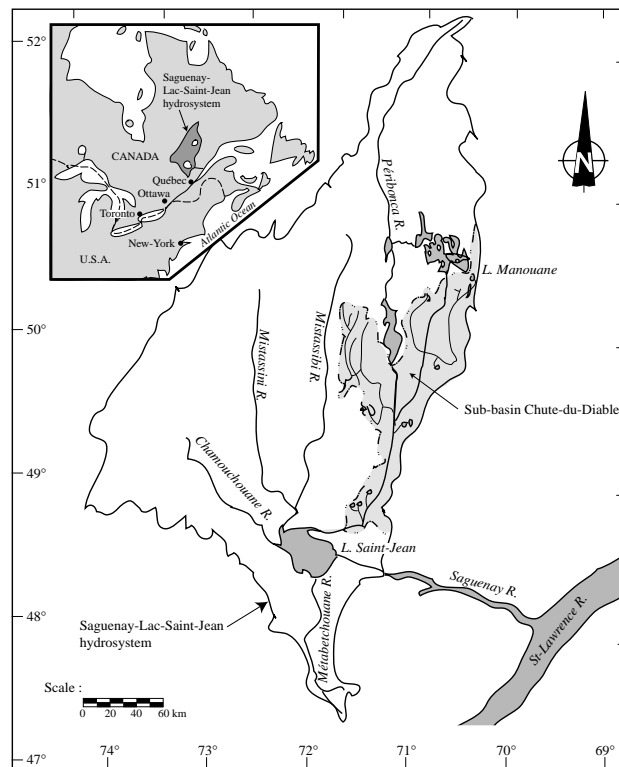 52°
51°
50°
49°
48°
47°
74°
73°
72°
71°
70°
69°
Saguenay-
Lac-Saint-Jean
hydrosystem
CANADA
Québec
Ottawa
Toronto
New-York
U.S.A.
Atlantic Ocean
N
Péribonca R.
L. Manouane
Mistassini R.
Mistassibi R.
Sub-basin Chute-du-Diable
Chamouchouane R.
L. Saint-Jean
Saguenay R.
St-Lawrence R.
Métabetchouane R.
Saguenay-Lac-Saint-Jean
hydrosystem
Scale :
0 20 40 60 km